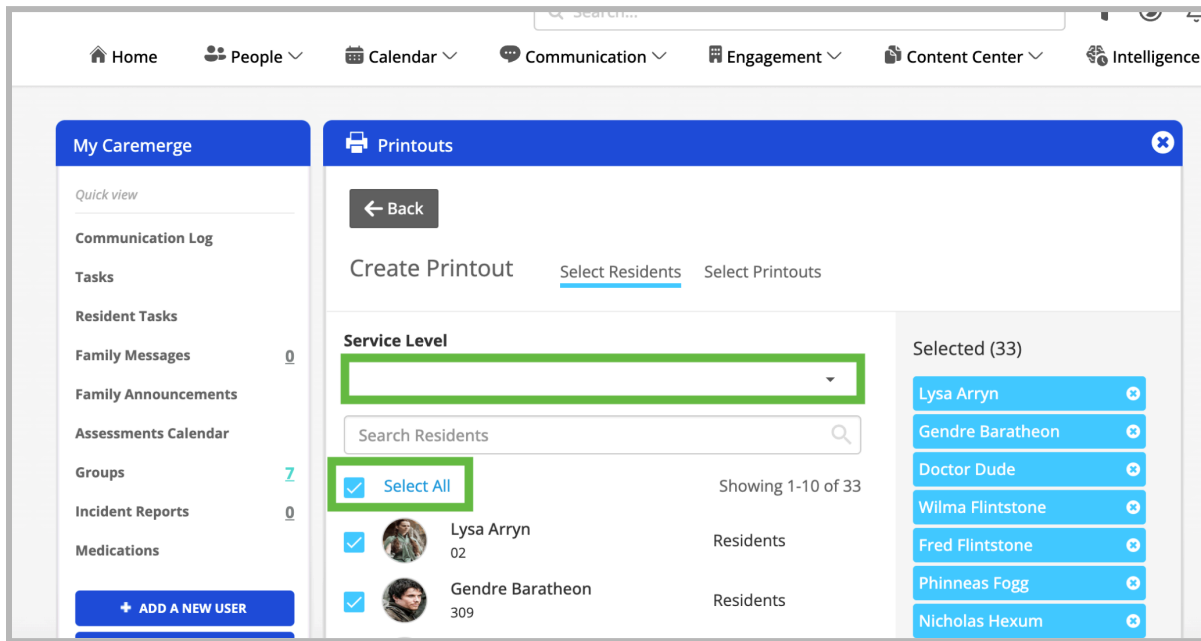 Search...
Home People Calendar Communication Engagement Content Center Intelligence
My Caremerge
Quick view
Communication Log
Tasks
Resident Tasks
Family Messages 0
Family Announcements
Assessments Calendar
Groups 7
Incident Reports 0
Medications
+ ADD A NEW USER
Printouts
Back
Create Printout Select Residents Select Printouts
Service Level
Search Residents
Select All Showing 1-10 of 33
Lysa Arryn
02
Residents
Gendre Baratheon
309
Residents
Selected (33)
Lysa Arryn
Gendre Baratheon
Doctor Dude
Wilma Flintstone
Fred Flintstone
Phinneas Fogg
Nicholas Hexum